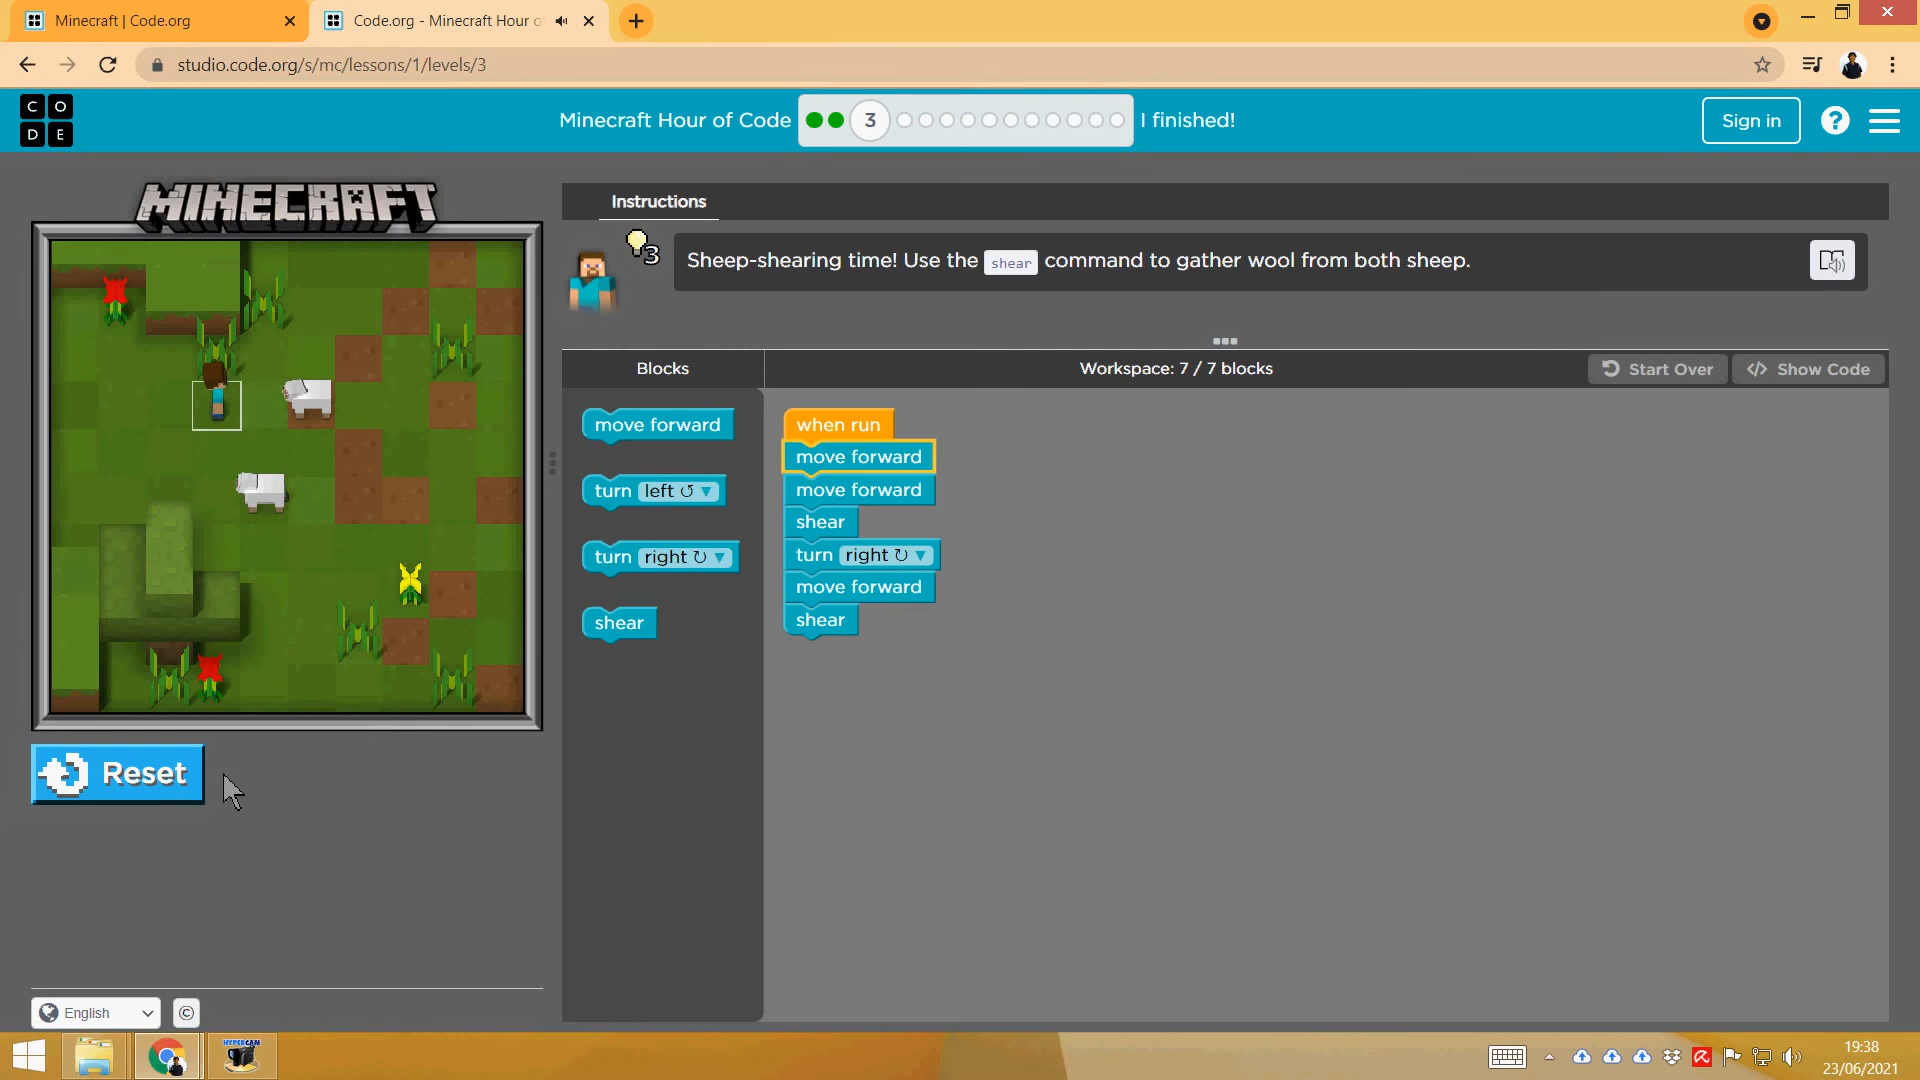 Minecraft | Code.org
Code.org - Minecraft Hour o
studio.code.org/s/mc/lessons/1/levels/3
C O
D E
Minecraft Hour of Code
3
I finished!
Sign in
?
MINECRAFT
Instructions
3
Sheep-shearing time! Use the shear command to gather wool from both sheep.
Blocks
Workspace: 7 / 7 blocks
Start Over
</> Show Code
move forward
turn left ↺ ▼
turn right ↻ ▼
shear
when run
move forward
move forward
shear
turn right ↻ ▼
move forward
shear
Reset
English
©
HYPERCAM
19:38
23/06/2021